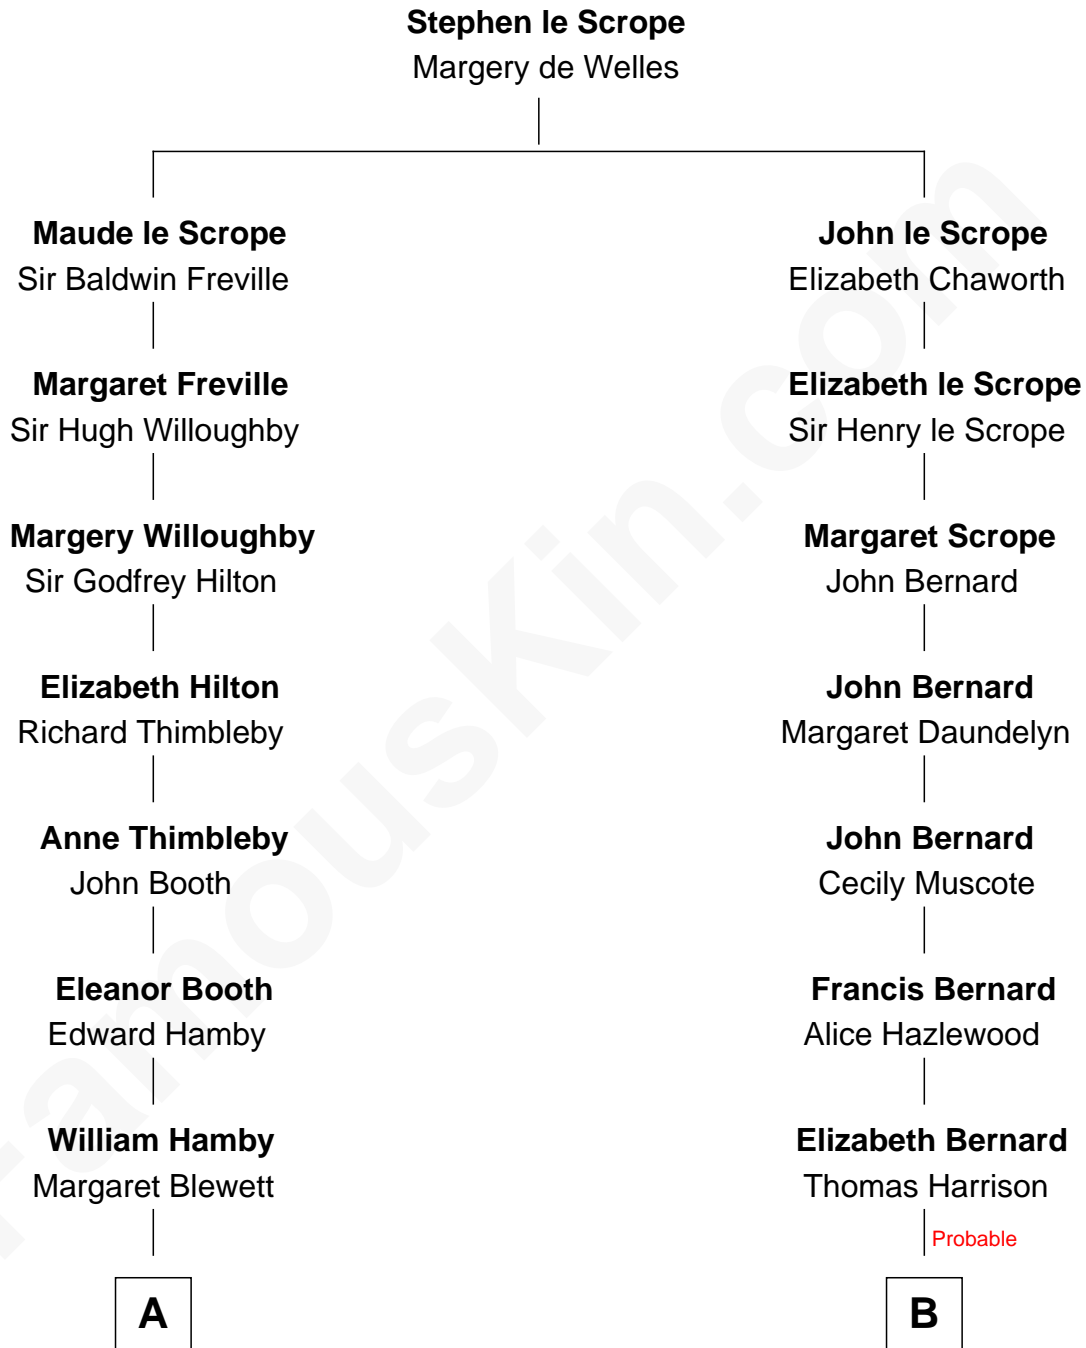 Stephen le Scrope
Margery de Welles
Maude le Scrope
Sir Baldwin Freville
John le Scrope
Elizabeth Chaworth
Margaret Freville
Sir Hugh Willoughby
Elizabeth le Scrope
Sir Henry le Scrope
Margery Willoughby
Sir Godfrey Hilton
Margaret Scrope
John Bernard
Elizabeth Hilton
Richard Thimbleby
John Bernard
Margaret Daundelyn
Anne Thimbleby
John Booth
John Bernard
Cecily Muscote
Eleanor Booth
Edward Hamby
Francis Bernard
Alice Hazlewood
William Hamby
Margaret Blewett
Elizabeth Bernard
Thomas Harrison
Probable
A
B
FamousKin.com